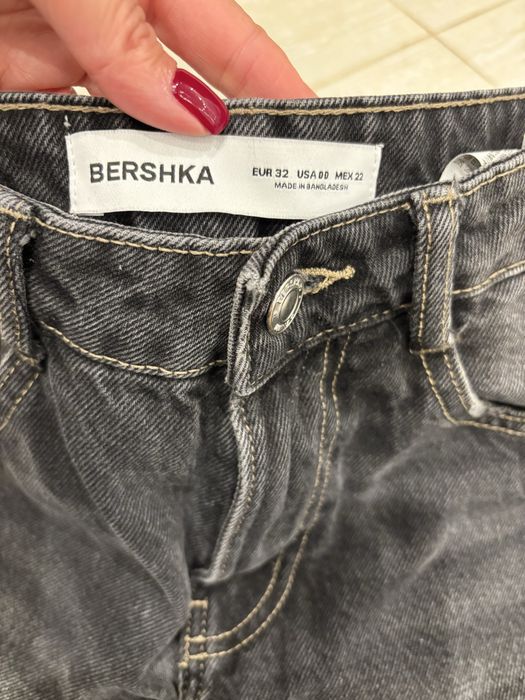 BERSHKA
EUR 32 USA 00 MEX 22
MADE IN BANGLADESH